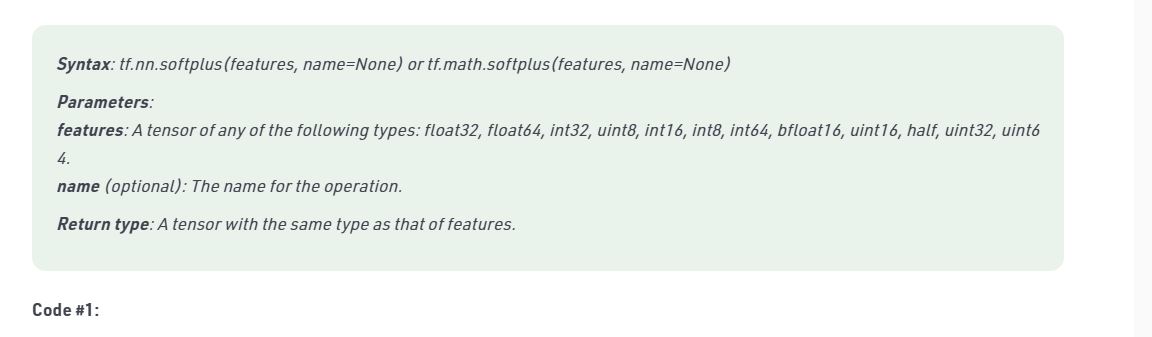 Syntax: tf.nn.softplus(features, name=None) or tf.math.softplus(features, name=None)
Parameters:
features: A tensor of any of the following types: float32, float64, int32, uint8, int16, int8, int64, bfloat16, uint16, half, uint32, uint6
4.
name (optional): The name for the operation.
Return type: A tensor with the same type as that of features.
Code #1: